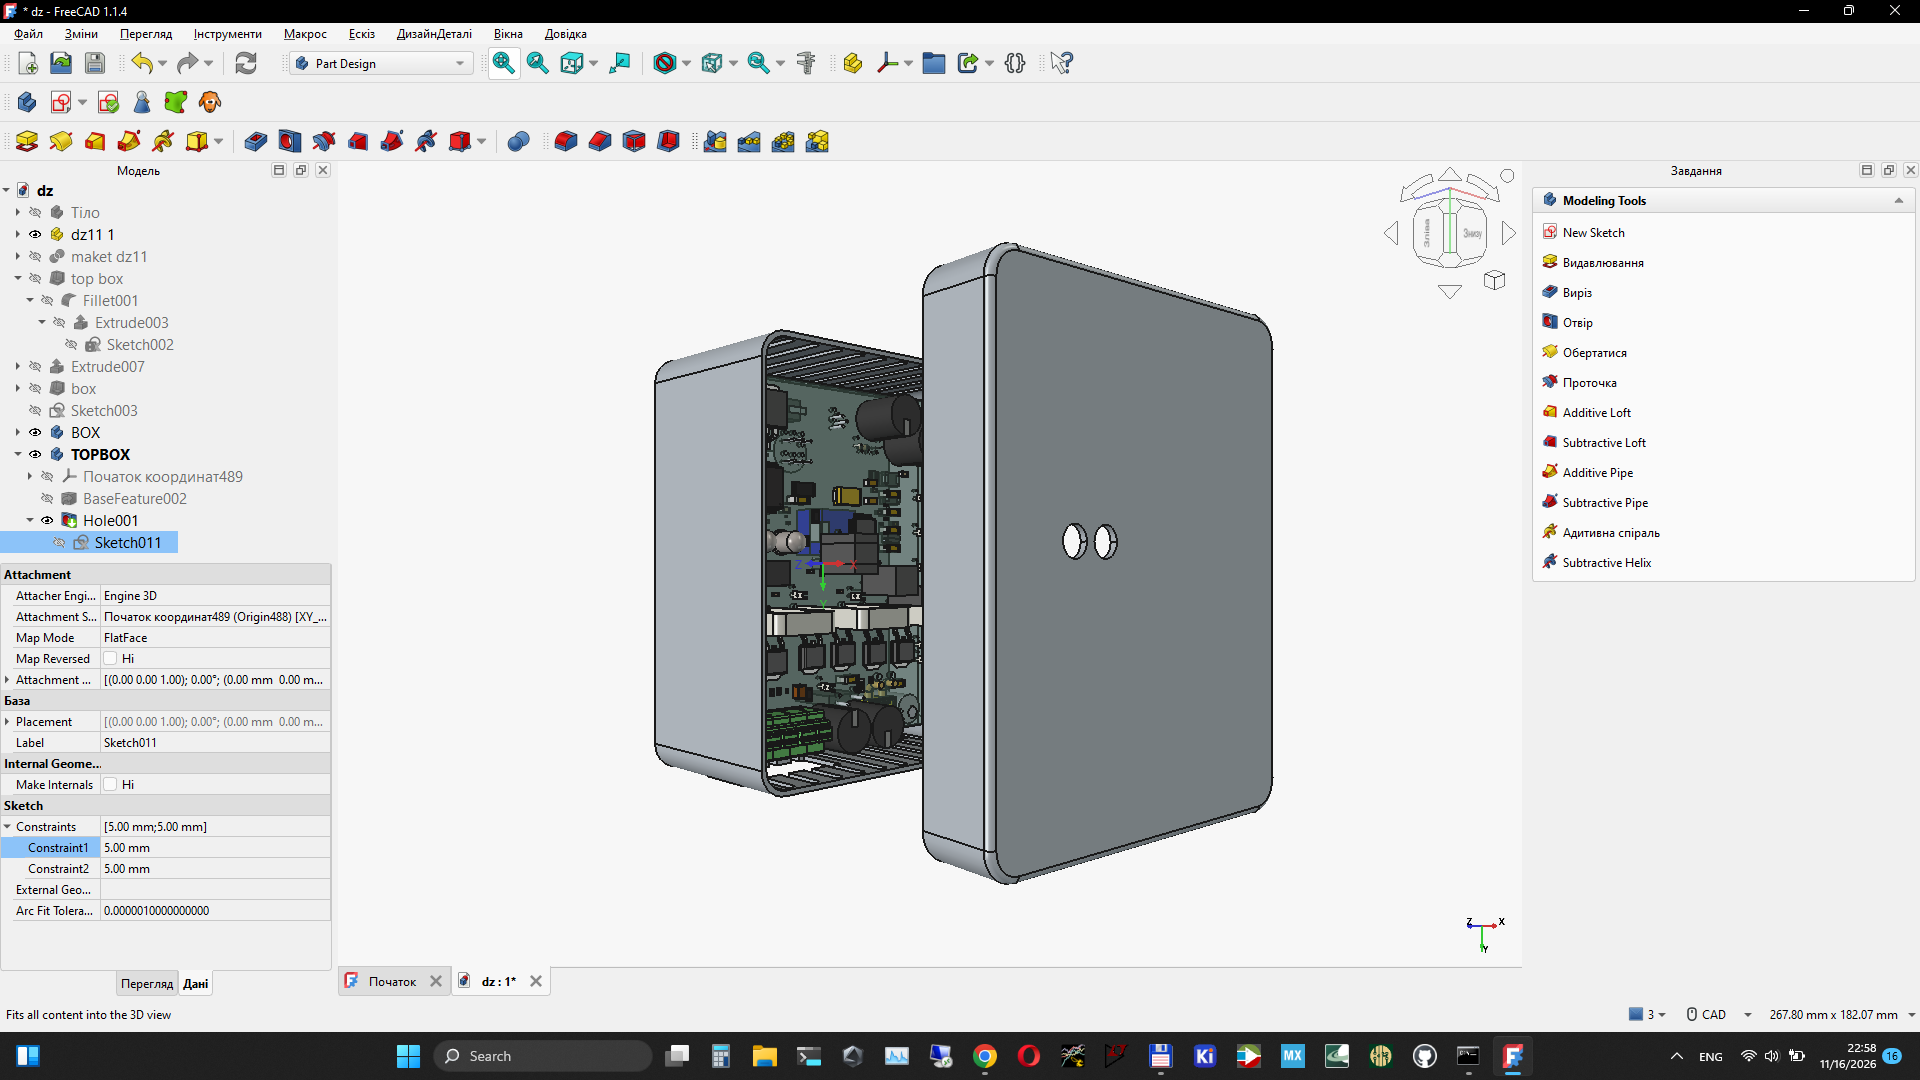 * dz - FreeCAD 1.1.4
Файл Зміни Перегляд Інструменти Макрос Ескіз ДизайнДеталі Вікна Довідка
Part Design
Модель
dz
Тіло
dz11 1
maket dz11
top box
Fillet001
Extrude003
Sketch002
Extrude007
box
Sketch003
BOX
TOPBOX
Початок координат489
BaseFeature002
Hole001
Sketch011
Attachment
Attacher Engi... Engine 3D
Attachment S... Початок координат489 (Origin488) [XY_...
Map Mode FlatFace
Map Reversed Ні
Attachment ... [(0.00 0.00 1.00); 0.00°; (0.00 mm 0.00 m...
База
Placement [(0.00 0.00 1.00); 0.00°; (0.00 mm 0.00 m...
Label Sketch011
Internal Geome...
Make Internals Ні
Sketch
Constraints [5.00 mm;5.00 mm]
Constraint1 5.00 mm
Constraint2 5.00 mm
External Geo...
Arc Fit Tolera... 0.0000010000000000
Перегляд Дані
Зліва
Знизу
Z X
Y
Z X
Y
Початок
dz : 1*
Завдання
Modeling Tools
New Sketch
Видавлювання
Виріз
Отвір
Обертатися
Проточка
Additive Loft
Subtractive Loft
Additive Pipe
Subtractive Pipe
Адитивна спіраль
Subtractive Helix
Fits all content into the 3D view
3 CAD 267.80 mm x 182.07 mm
Search
Ki
MX
ENG
22:58
11/16/2026
16